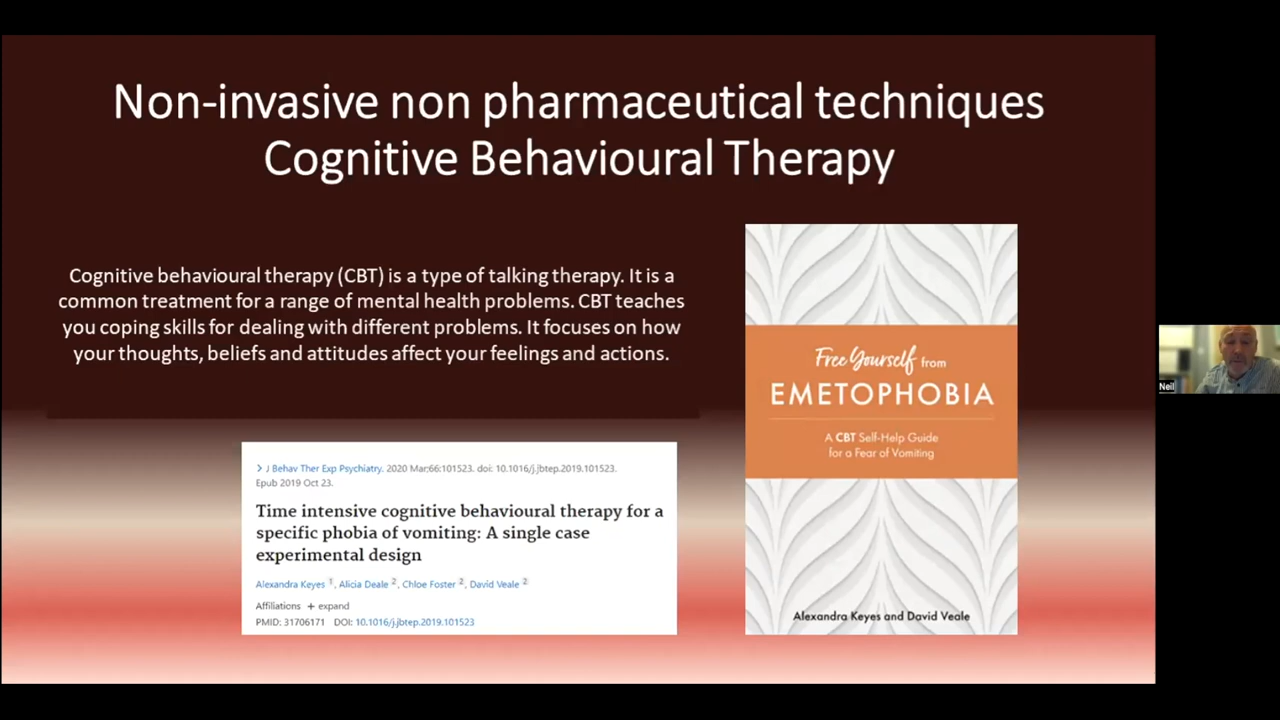 Non-invasive non pharmaceutical techniques
Cognitive Behavioural Therapy
Cognitive behavioural therapy (CBT) is a type of talking therapy. It is a
common treatment for a range of mental health problems. CBT teaches
you coping skills for dealing with different problems. It focuses on how
your thoughts, beliefs and attitudes affect your feelings and actions.
> J Behav Ther Exp Psychiatry. 2020 Mar;66:101523. doi: 10.1016/j.jbtep.2019.101523.
Epub 2019 Oct 23.
Time intensive cognitive behavioural therapy for a
specific phobia of vomiting: A single case
experimental design
Alexandra Keyes 1, Alicia Deale 2, Chloe Foster 2, David Veale 2
Affiliations + expand
PMID: 31706171 DOI: 10.1016/j.jbtep.2019.101523
Free Yourself from
EMETOPHOBIA
A CBT Self-Help Guide
for a Fear of Vomiting
Alexandra Keyes and David Veale
Neil